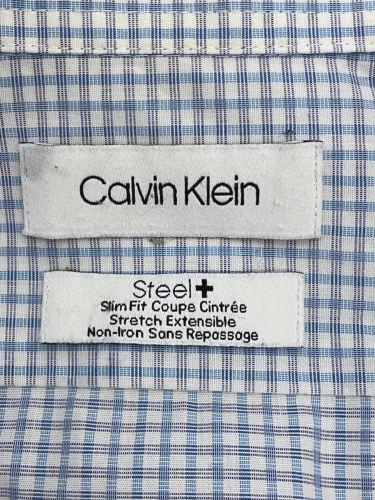 Calvin Klein
Steel+
Slim Fit Coupe Cintrée
Stretch Extensible
Non-Iron Sans Repassage